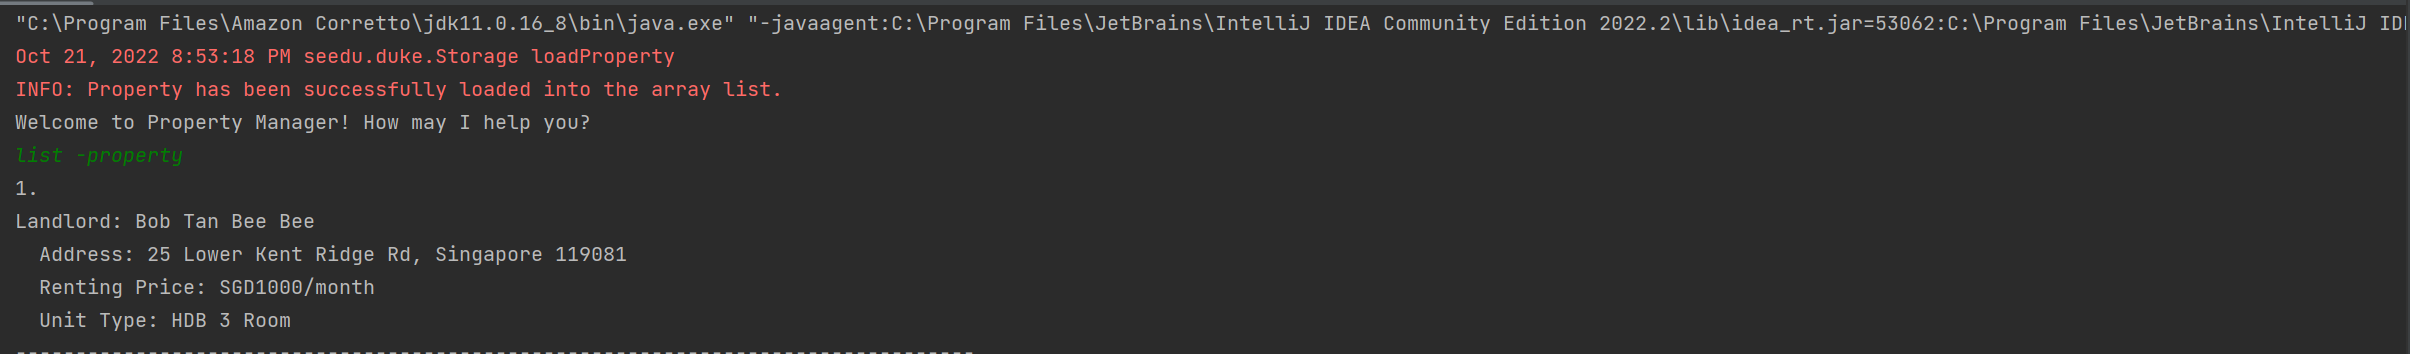 "C:\Program Files\Amazon Corretto\jdk11.0.16_8\bin\java.exe" "-javaagent:C:\Program Files\JetBrains\IntelliJ IDEA Community Edition 2022.2\lib\idea_rt.jar=53062:C:\Program Files\JetBrains\IntelliJ IDE
Oct 21, 2022 8:53:18 PM seedu.duke.Storage loadProperty
INFO: Property has been successfully loaded into the array list.
Welcome to Property Manager! How may I help you?
list -property
1.
Landlord: Bob Tan Bee Bee
  Address: 25 Lower Kent Ridge Rd, Singapore 119081
  Renting Price: SGD1000/month
  Unit Type: HDB 3 Room
--------------------------------------------------------------------------------